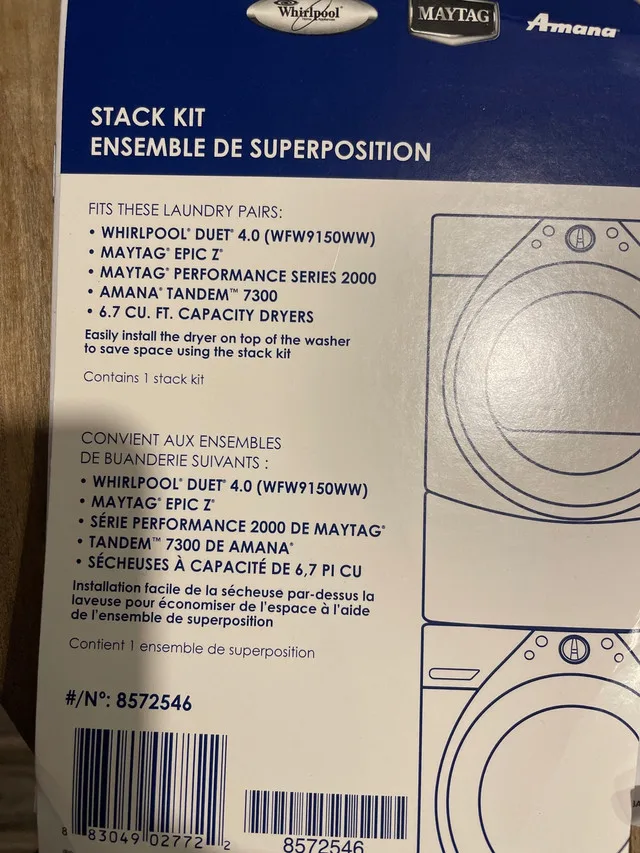 Whirlpool®
MAYTAG
Amana®
STACK KIT
ENSEMBLE DE SUPERPOSITION
FITS THESE LAUNDRY PAIRS:
• WHIRLPOOL® DUET® 4.0 (WFW9150WW)
• MAYTAG® EPIC Z®
• MAYTAG® PERFORMANCE SERIES 2000
• AMANA® TANDEM™ 7300
• 6.7 CU. FT. CAPACITY DRYERS
Easily install the dryer on top of the washer
to save space using the stack kit
Contains 1 stack kit
CONVIENT AUX ENSEMBLES
DE BUANDERIE SUIVANTS :
• WHIRLPOOL® DUET® 4.0 (WFW9150WW)
• MAYTAG® EPIC Z®
• SÉRIE PERFORMANCE 2000 DE MAYTAG®
• TANDEM™ 7300 DE AMANA®
• SÉCHEUSES À CAPACITÉ DE 6,7 PI CU
Installation facile de la sécheuse par-dessus la
laveuse pour économiser de l'espace à l'aide
de l'ensemble de superposition
Contient 1 ensemble de superposition
#/Nº: 8572546
8 83049 02772 2
8572546